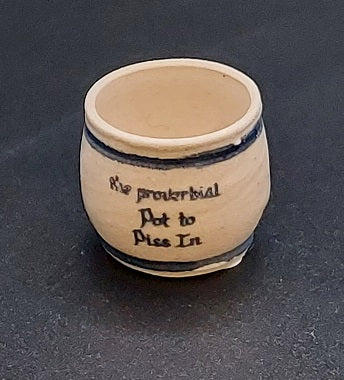 the proverbial
Pot to
Piss In